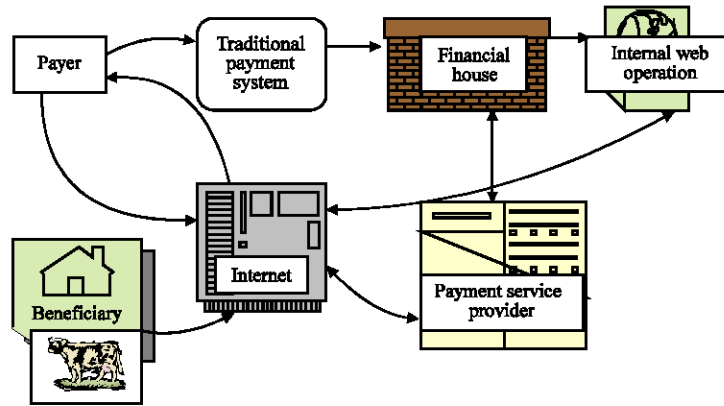 Payer
Traditional
payment
system
Financial
house
Internal web
operation
Internet
Beneficiary
Payment service
provider